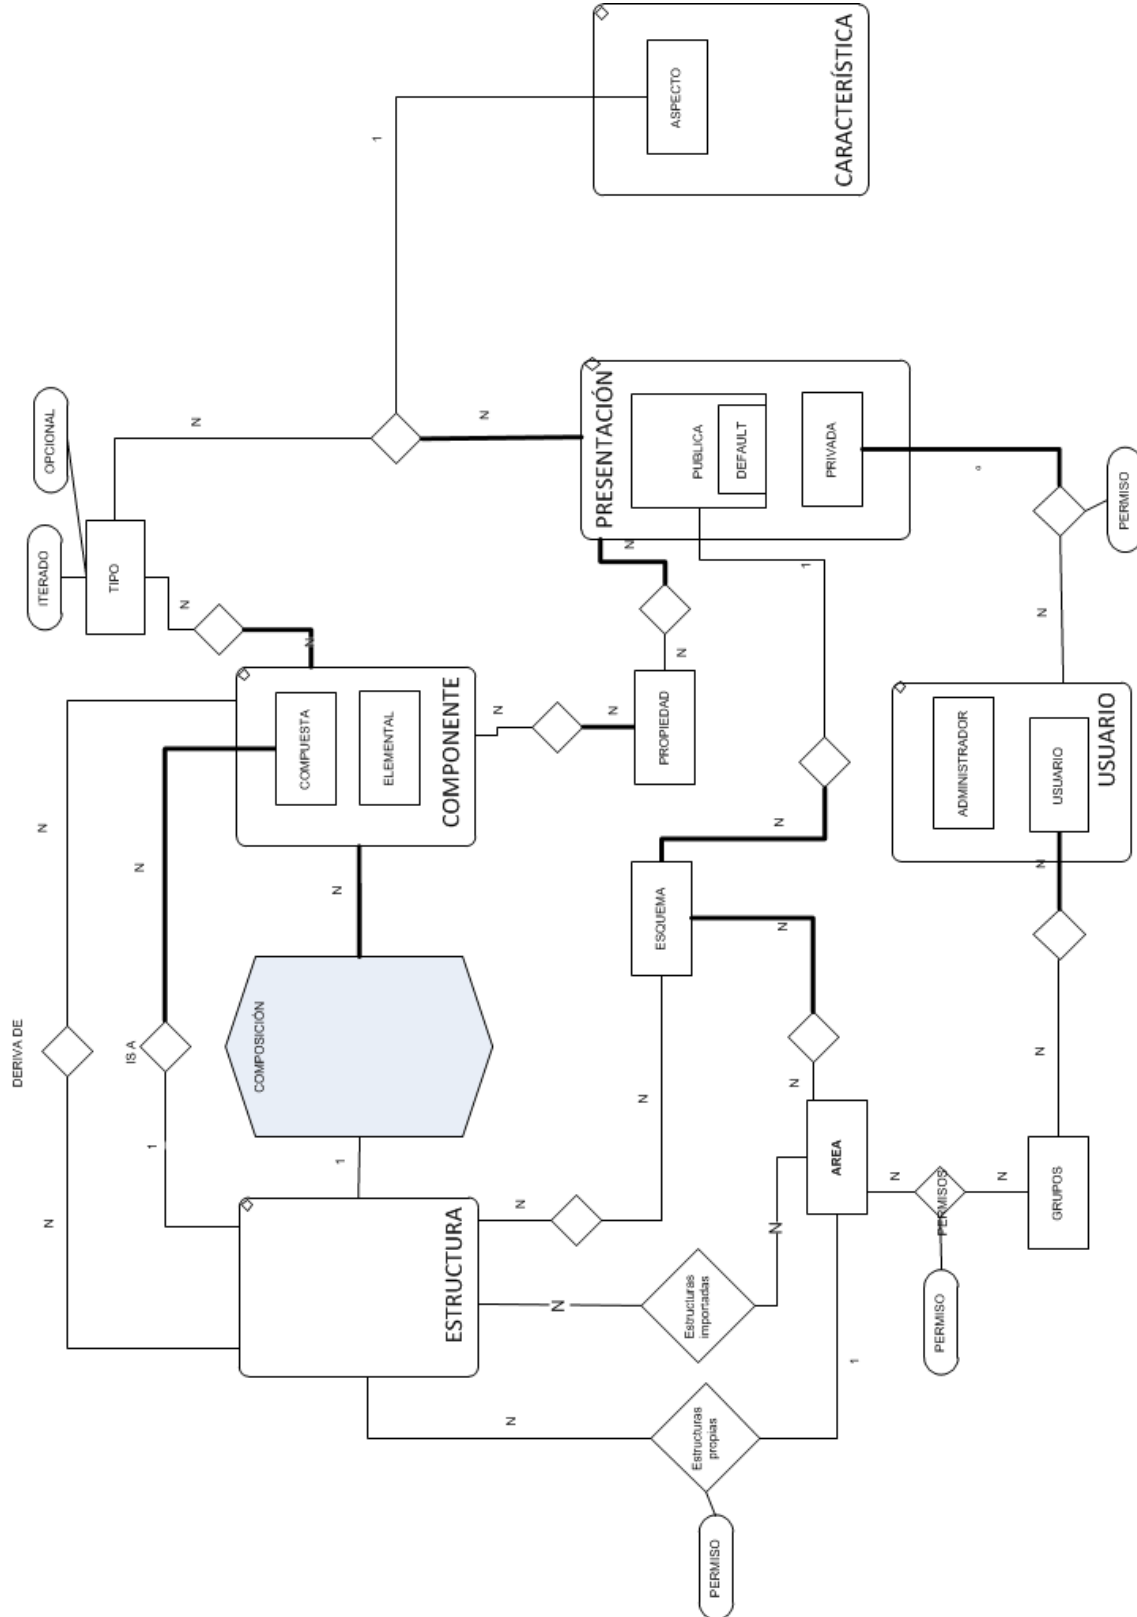 DERIVA DE
N
N
IS A
1
N
ITERADO
OPCIONAL
TIPO
N
N
N
1
ESTRUCTURA
1
COMPOSICIÓN
N
COMPUESTA
ELEMENTAL
COMPONENTE
N
N
PROPIEDAD
N
N
N
PRESENTACIÓN
PUBLICA
DEFAULT
PRIVADA
ASPECTO
CARACTERÍSTICA
N
N
ESQUEMA
N
1
N
N
Estructuras
importadas
N
N
Estructuras
propias
N
1
PERMISO
AREA
N
N
PERMISOS
N
PERMISO
GRUPOS
N
N
ADMINISTRADOR
USUARIO
USUARIO
N
PERMISO